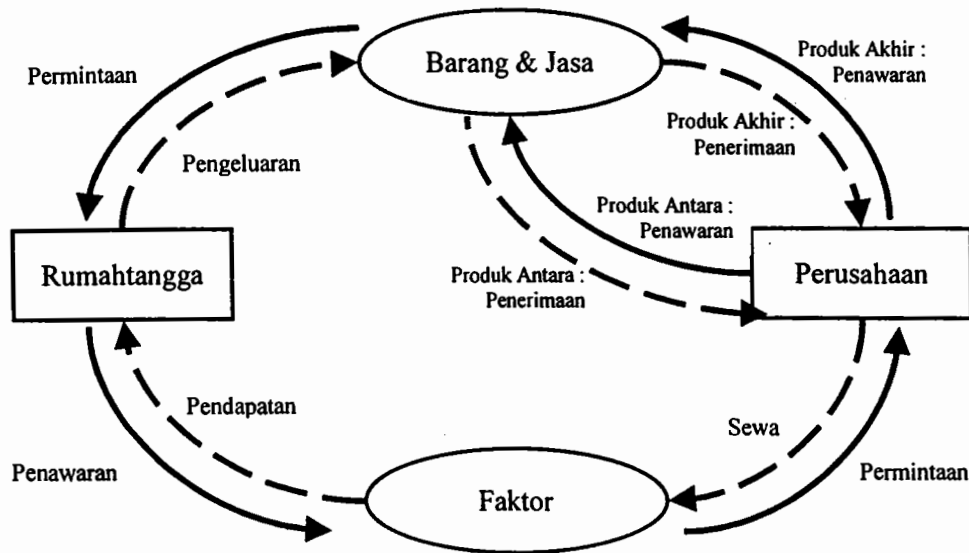 Barang & Jasa
Permintaan
Pengeluaran
Produk Akhir :
Penawaran
Produk Akhir :
Penerimaan
Produk Antara :
Penawaran
Produk Antara :
Penerimaan
Rumahtangga
Perusahaan
Pendapatan
Penawaran
Sewa
Permintaan
Faktor